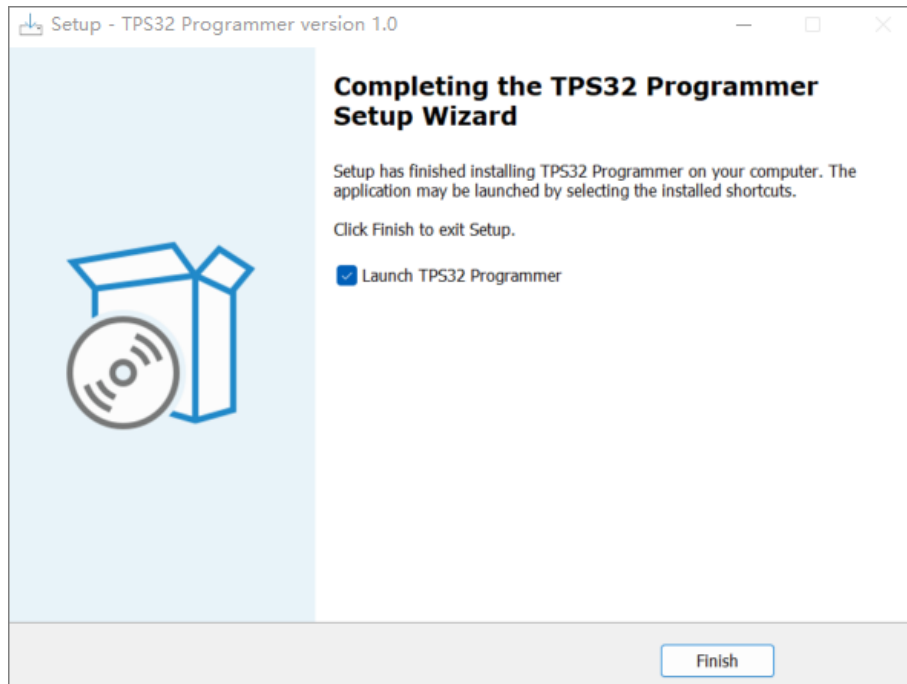 Setup - TPS32 Programmer version 1.0
Completing the TPS32 Programmer
Setup Wizard
Setup has finished installing TPS32 Programmer on your computer. The
application may be launched by selecting the installed shortcuts.
Click Finish to exit Setup.
Launch TPS32 Programmer
Finish